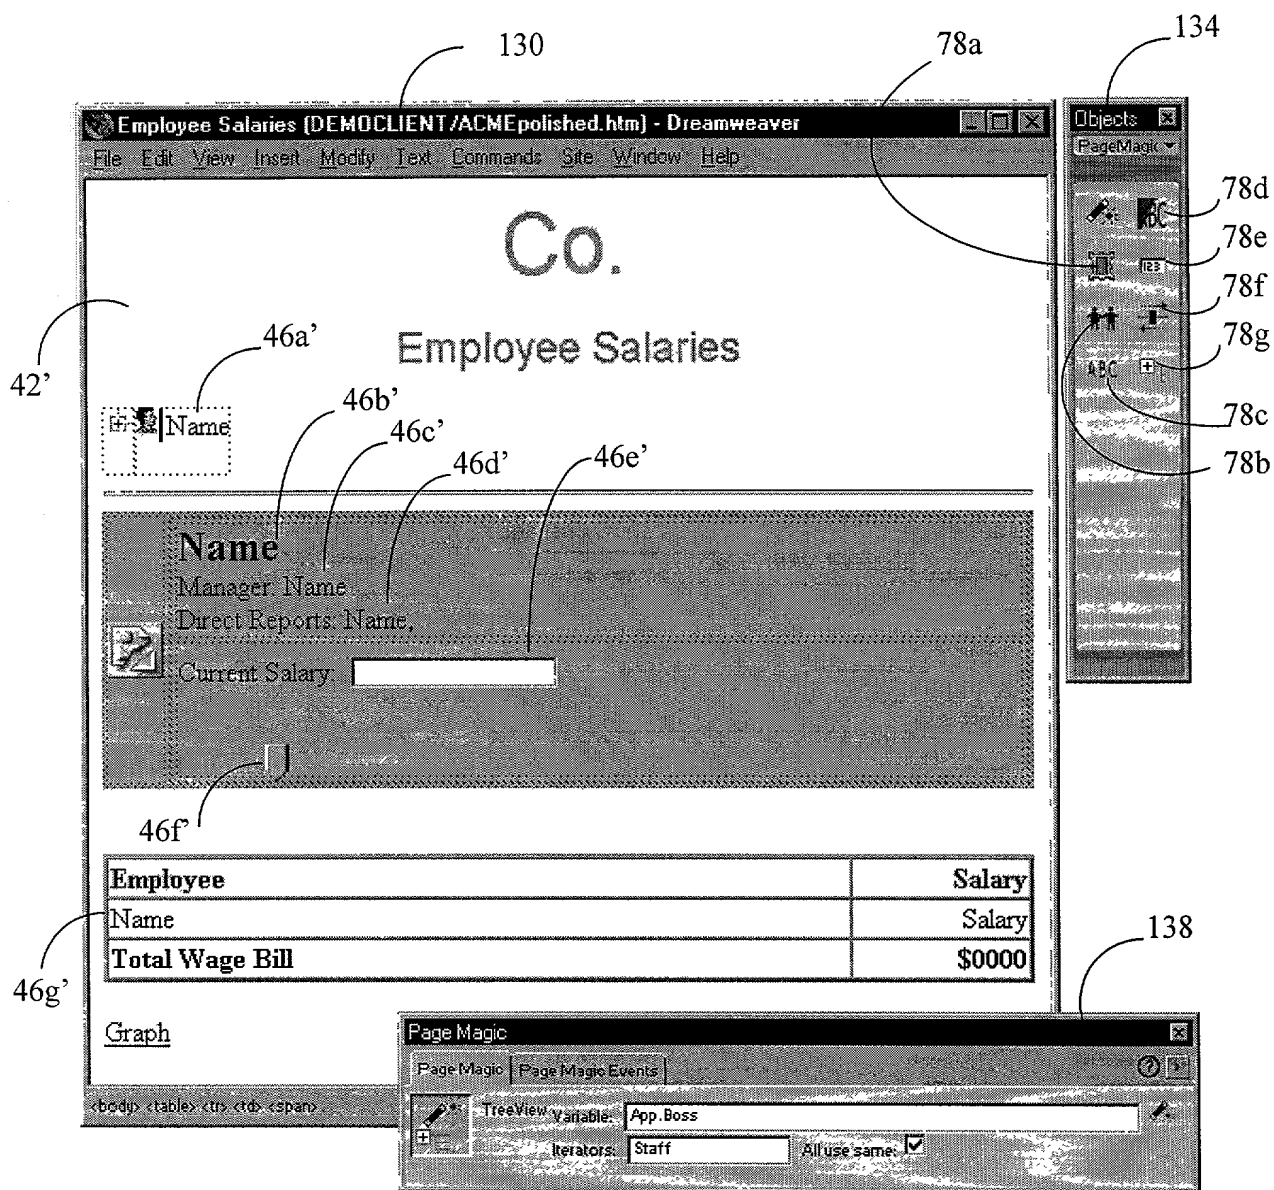 130
78a
134
Employee Salaries (DEMOCLIENT/ACMEpolished.htm) - Dreamweaver
File Edit View Insert Modify Text Commands Site Window Help
Objects
PageMagic
Co.
Employee Salaries
ABC
123
ABC
78d
78e
78f
78g
78c
78b
42’
46a’
Name
46b’
46c’
46d’
46e’
Name
Manager: Name
Direct Reports: Name,
Current Salary:
46f’
Employee Salary
Name Salary
Total Wage Bill $0000
46g’
138
Graph
Page Magic
Page Magic Page Magic Events
<body> <table> <tr> <td> <span>
TreeView Variable: App.Boss
Iterators: Staff All use same: